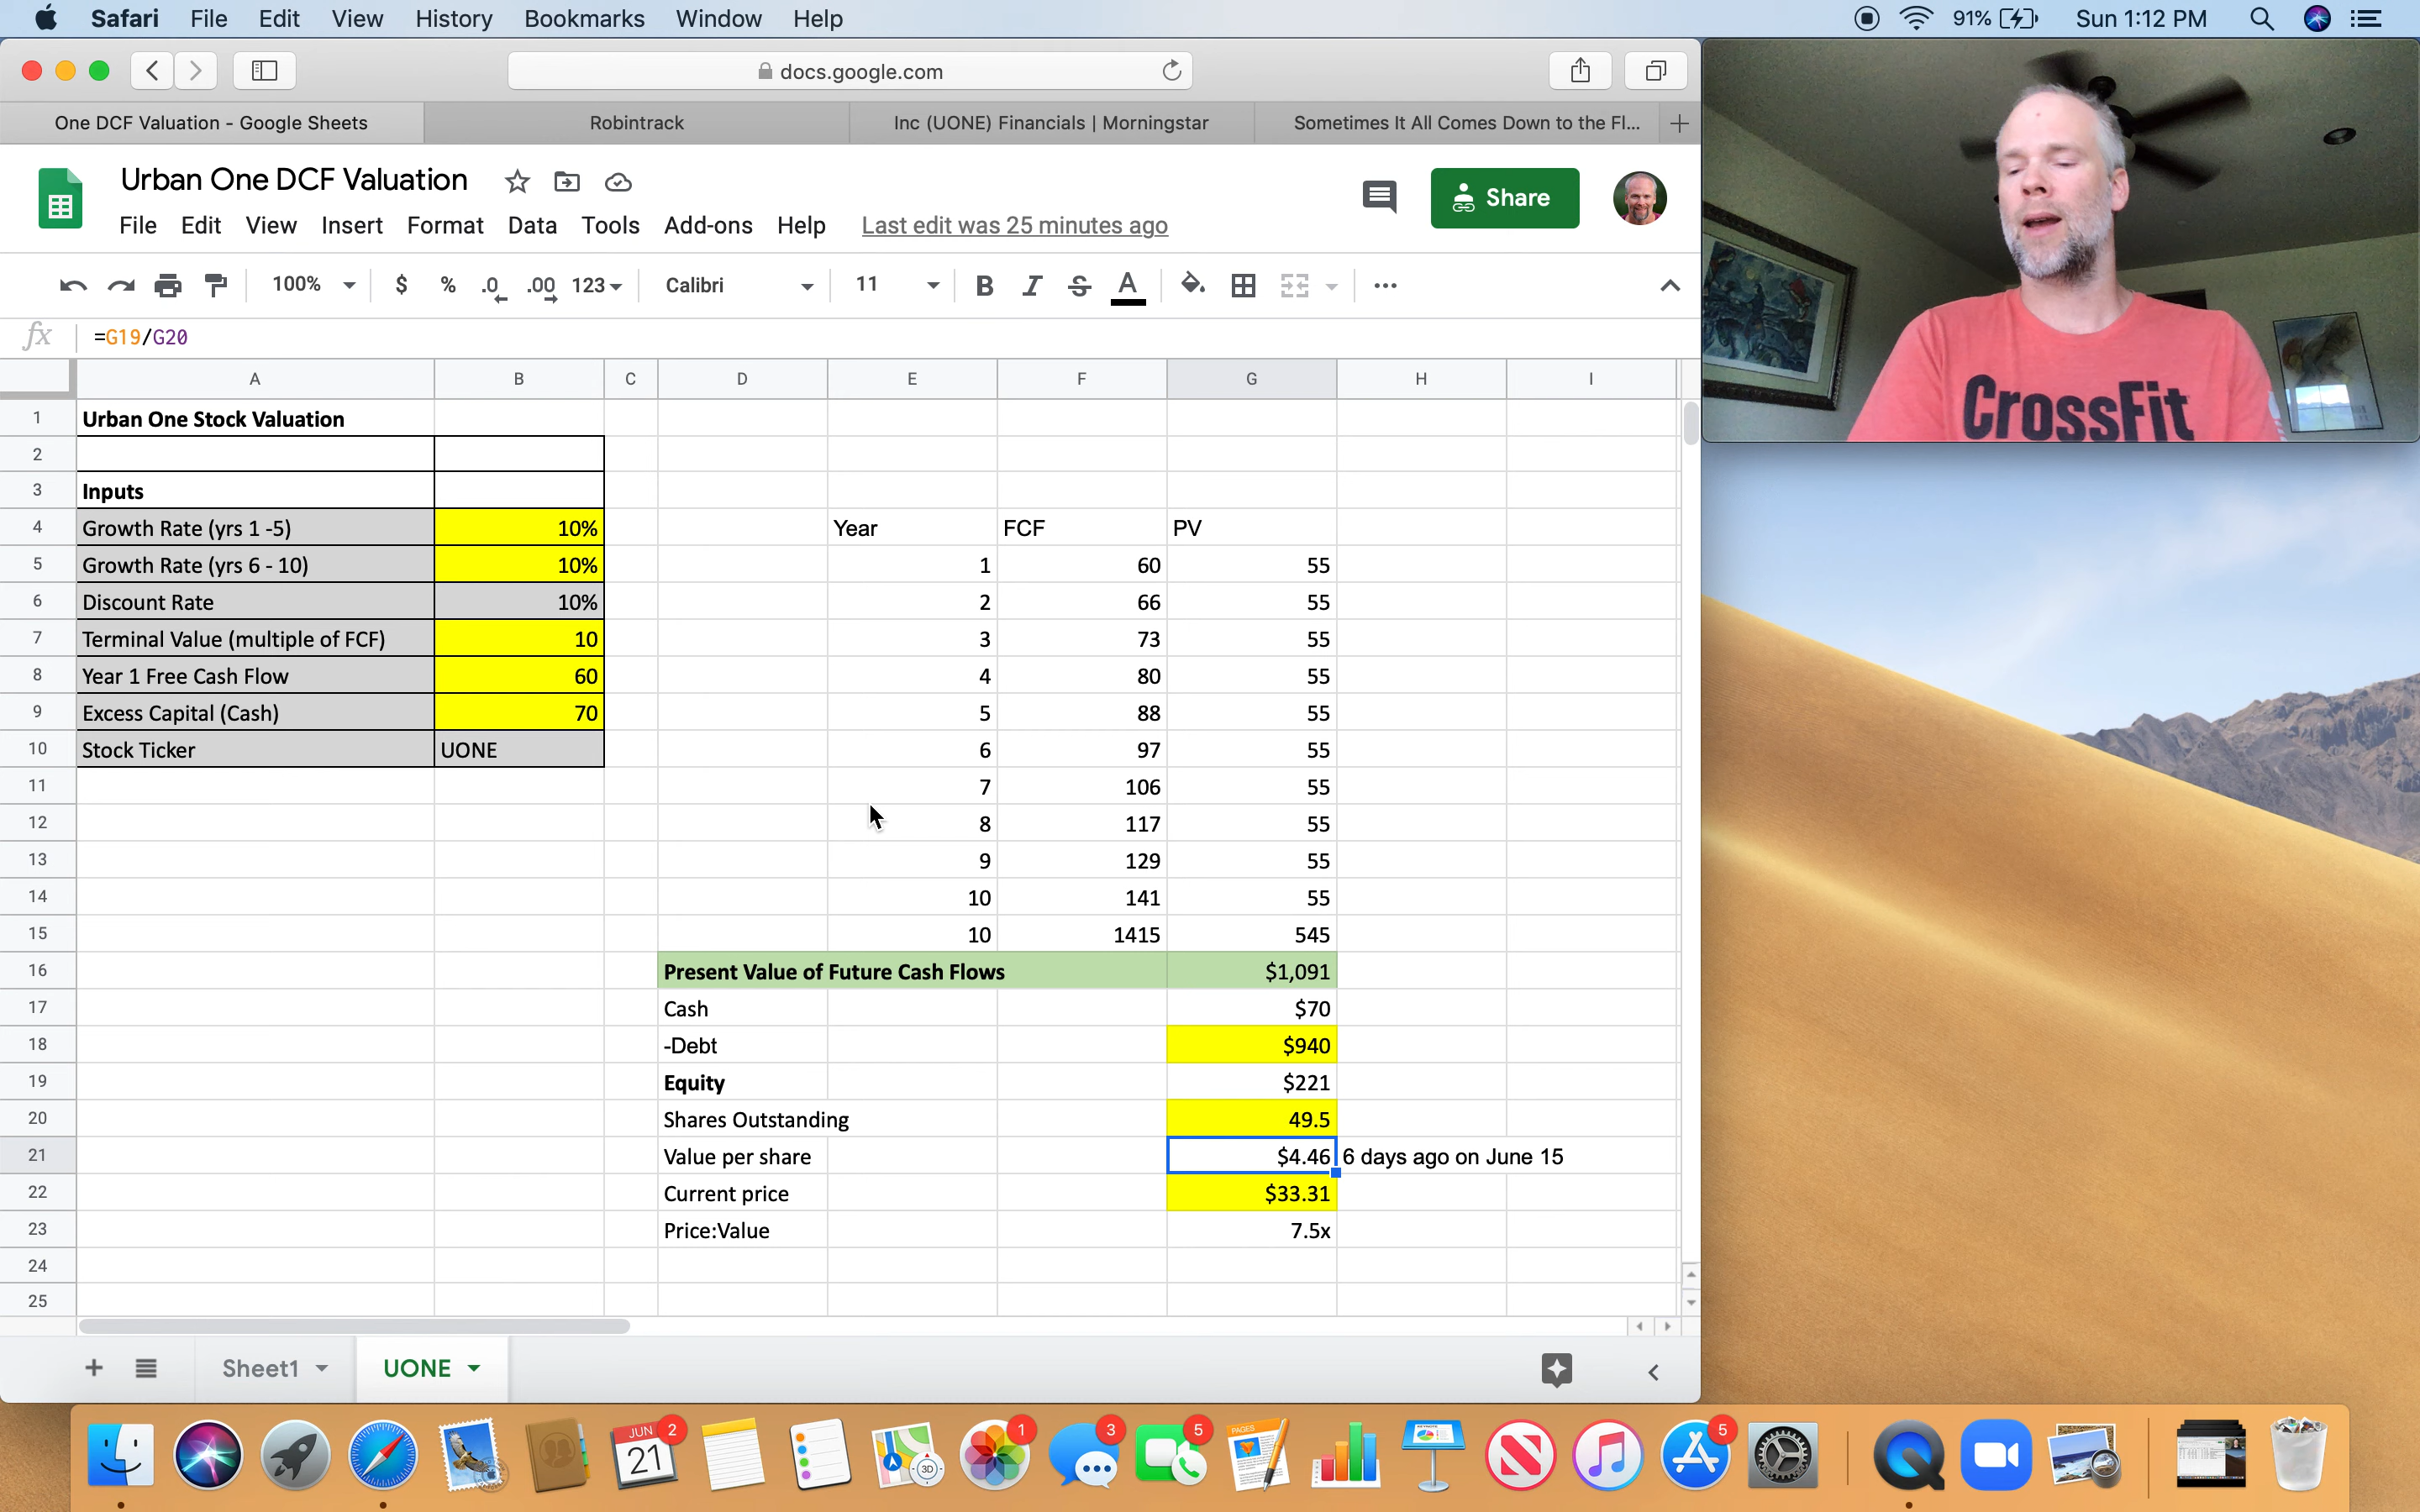 Safari File Edit View History Bookmarks Window Help 91% Sun 1:12 PM
docs.google.com
One DCF Valuation - Google Sheets Robintrack Inc (UONE) Financials | Morningstar Sometimes It All Comes Down to the Fl... +
Urban One DCF Valuation
Share
File Edit View Insert Format Data Tools Add-ons Help Last edit was 25 minutes ago
100% $ % .0 .00 123 Calibri 11 B I S A
fx =G19/G20
A B C D E F G H I
1 Urban One Stock Valuation
2
3 Inputs
4 Growth Rate (yrs 1 -5) 10% Year FCF PV
5 Growth Rate (yrs 6 - 10) 10% 1 60 55
6 Discount Rate 10% 2 66 55
7 Terminal Value (multiple of FCF) 10 3 73 55
8 Year 1 Free Cash Flow 60 4 80 55
9 Excess Capital (Cash) 70 5 88 55
10 Stock Ticker UONE 6 97 55
11 7 106 55
12 8 117 55
13 9 129 55
14 10 141 55
15 10 1415 545
16 Present Value of Future Cash Flows $1,091
17 Cash $70
18 -Debt $940
19 Equity $221
20 Shares Outstanding 49.5
21 Value per share $4.46 6 days ago on June 15
22 Current price $33.31
23 Price:Value 7.5x
24
25
+ Sheet1 UONE
CrossFit
JUN 21 2 3D 1 3 5 PAGES 5